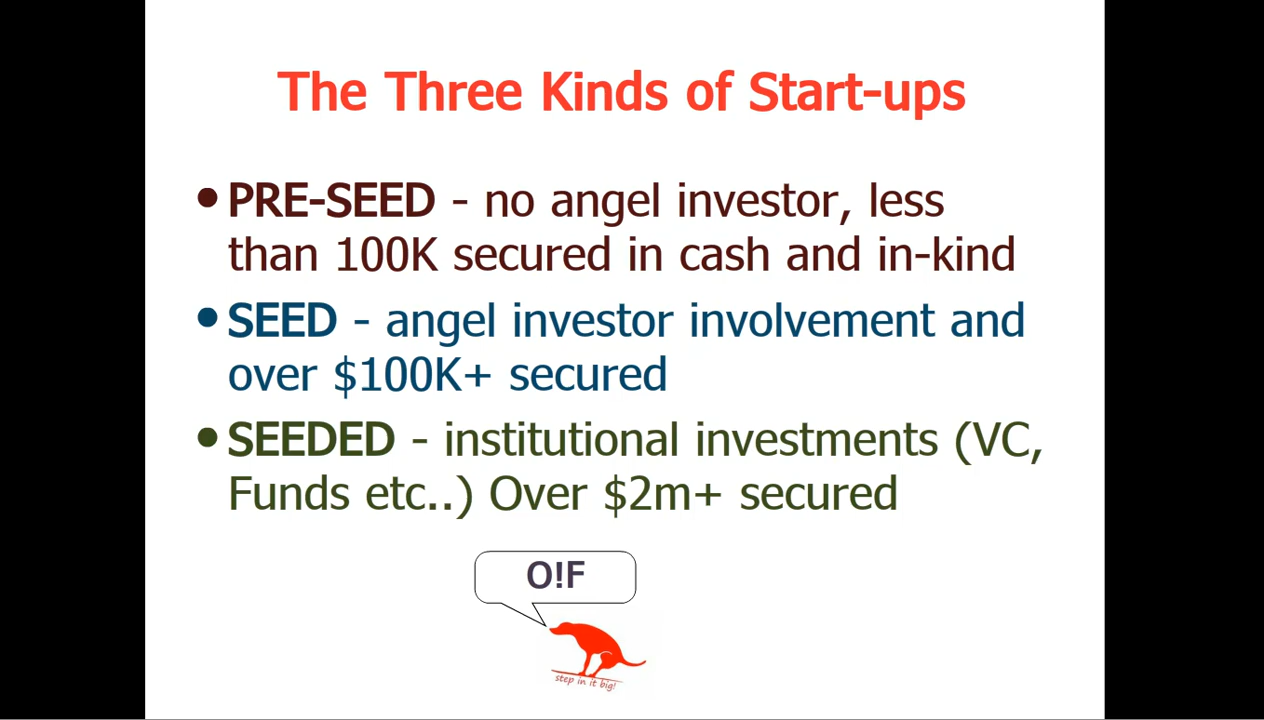 The Three Kinds of Start-ups
• PRE-SEED - no angel investor, less
than 100K secured in cash and in-kind
• SEED - angel investor involvement and
over $100K+ secured
• SEEDED - institutional investments (VC,
Funds etc..) Over $2m+ secured
O!F
step in it big!